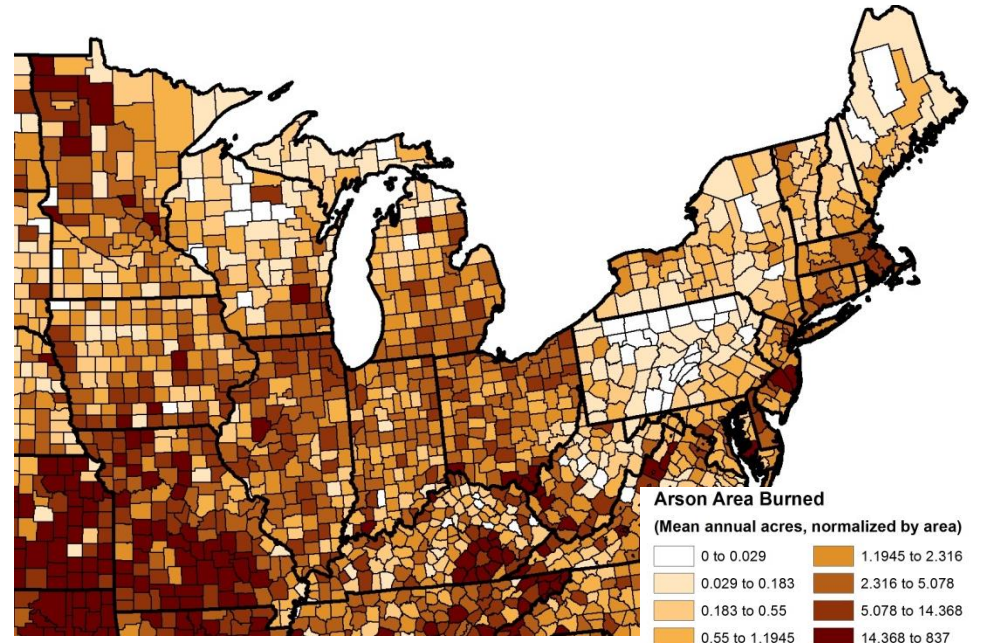 Arson Area Burned
(Mean annual acres, normalized by area)
0 to 0.029
0.029 to 0.183
0.183 to 0.55
0.55 to 1.1945
1.1945 to 2.316
2.316 to 5.078
5.078 to 14.368
14.368 to 837